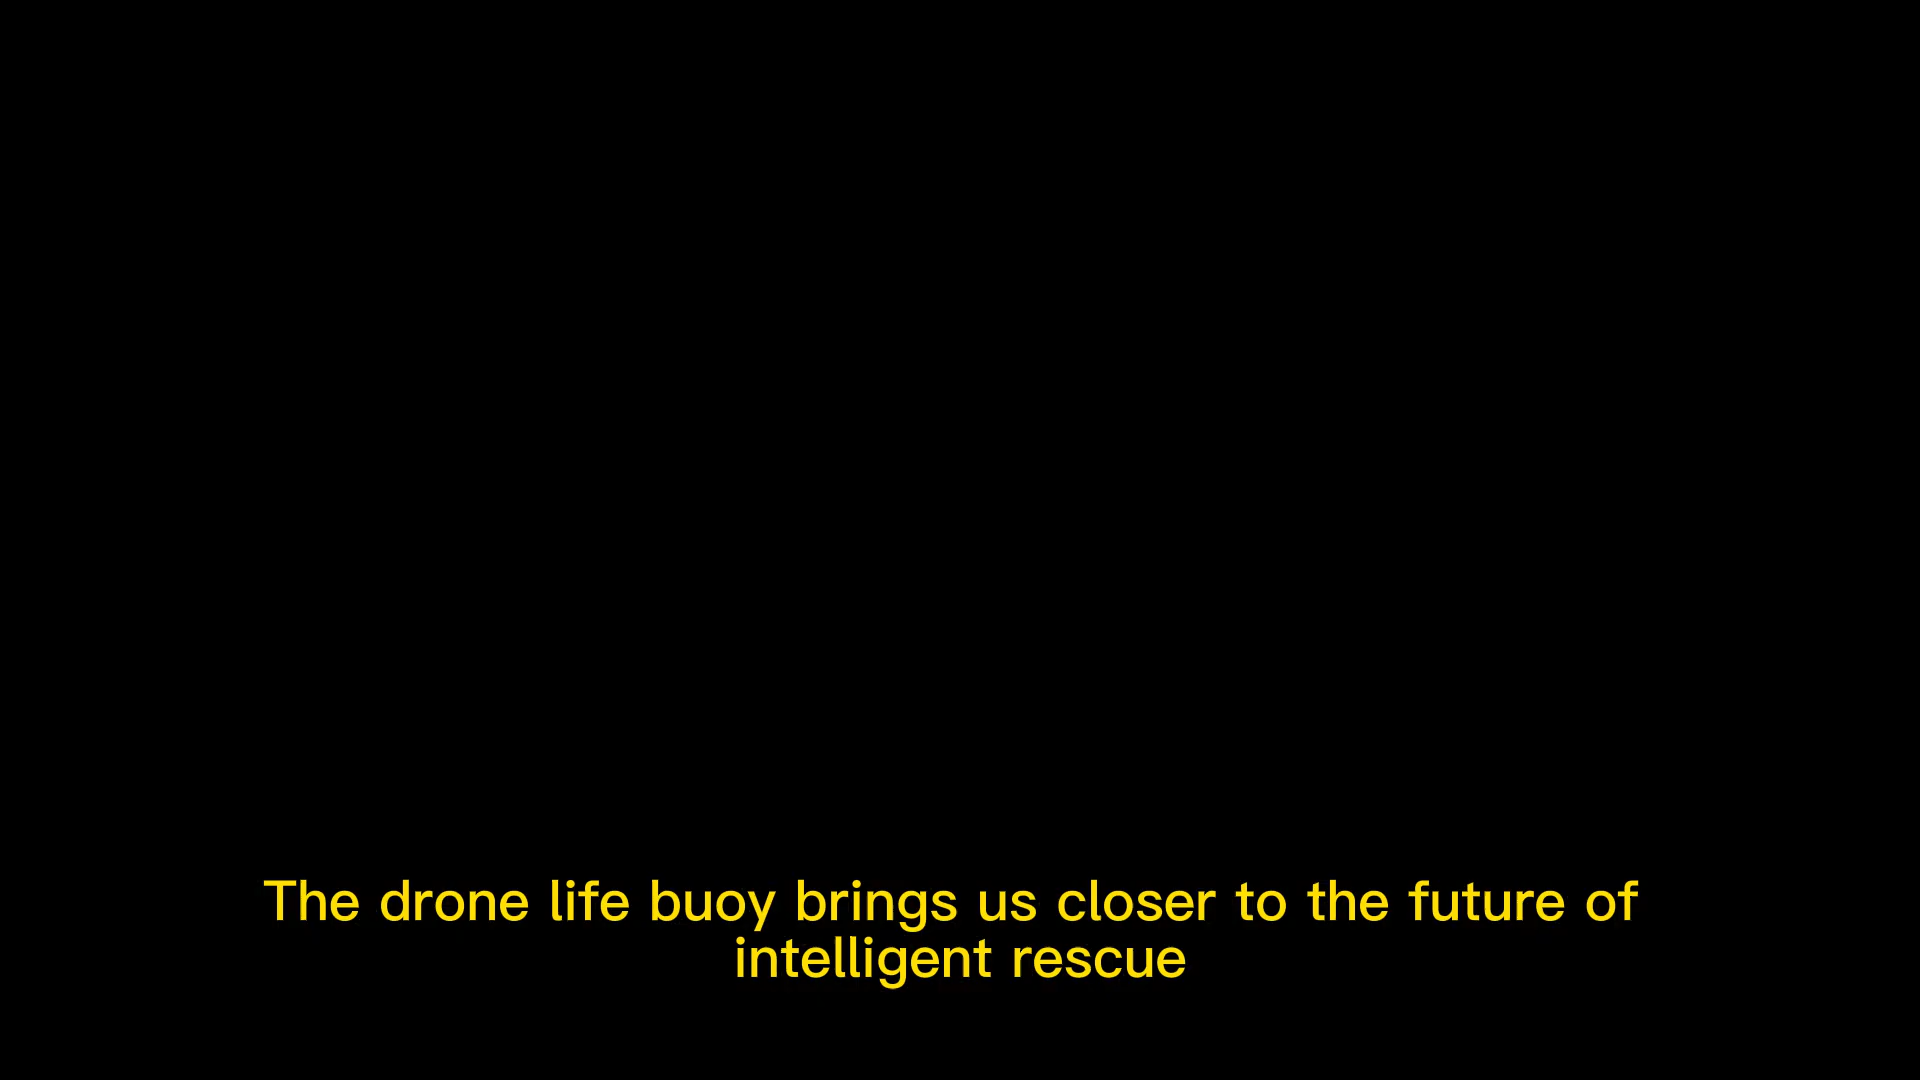 The drone life buoy brings us closer to the future of
intelligent rescue